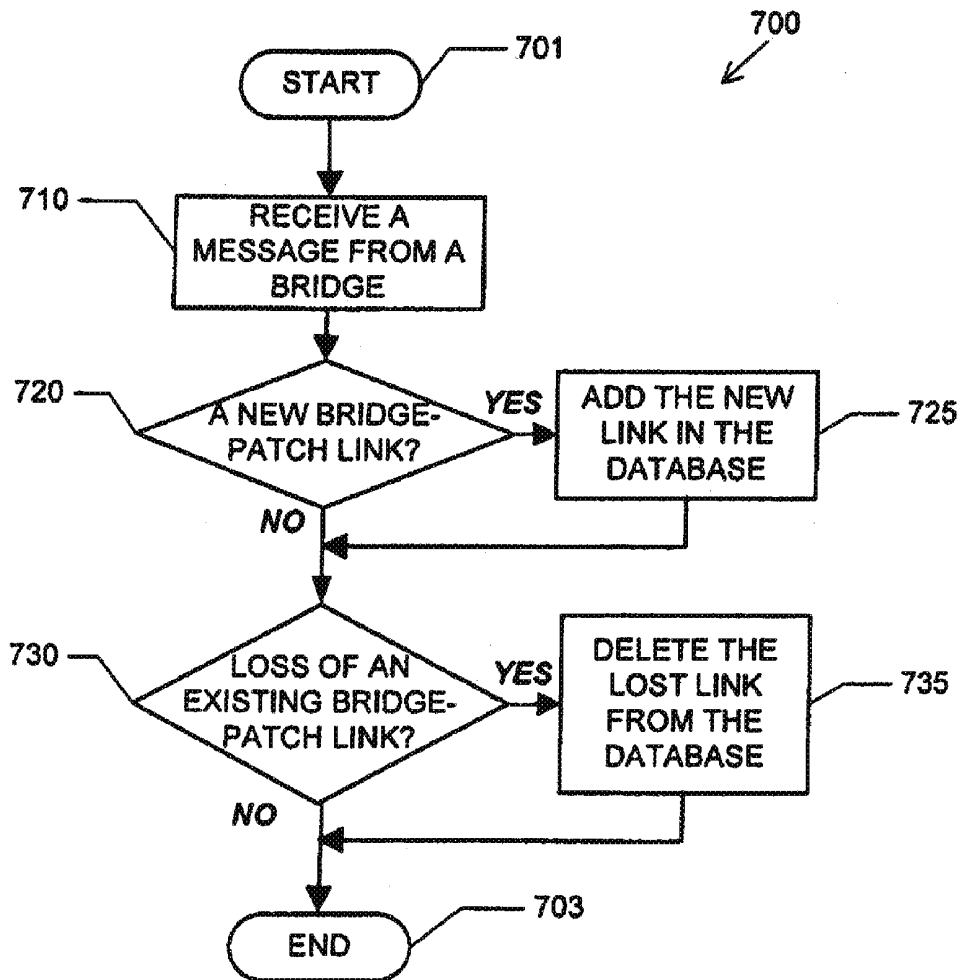 700
START
701
710
RECEIVE A
MESSAGE FROM A
BRIDGE
720
A NEW BRIDGE-
PATCH LINK?
YES
ADD THE NEW
LINK IN THE
DATABASE
725
NO
730
LOSS OF AN
EXISTING BRIDGE-
PATCH LINK?
YES
DELETE THE
LOST LINK
FROM THE
DATABASE
735
NO
END
703